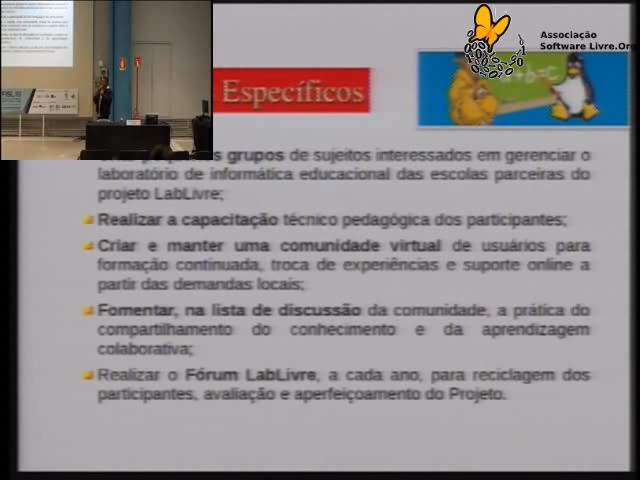 Associação
Software Livre.Org
Específicos
a+b=C
FISL16
grupos de sujeitos interessados em gerenciar o
laboratório de informática educacional das escolas parceiras do
projeto LabLivre;
Realizar a capacitação técnico pedagógica dos participantes;
Criar e manter uma comunidade virtual de usuários para
formação continuada, troca de experiências e suporte online a
partir das demandas locais;
Fomentar, na lista de discussão da comunidade, a prática do
compartilhamento do conhecimento e da aprendizagem
colaborativa;
Realizar o Fórum LabLivre, a cada ano, para reciclagem dos
participantes, avaliação e aperfeiçoamento do Projeto.